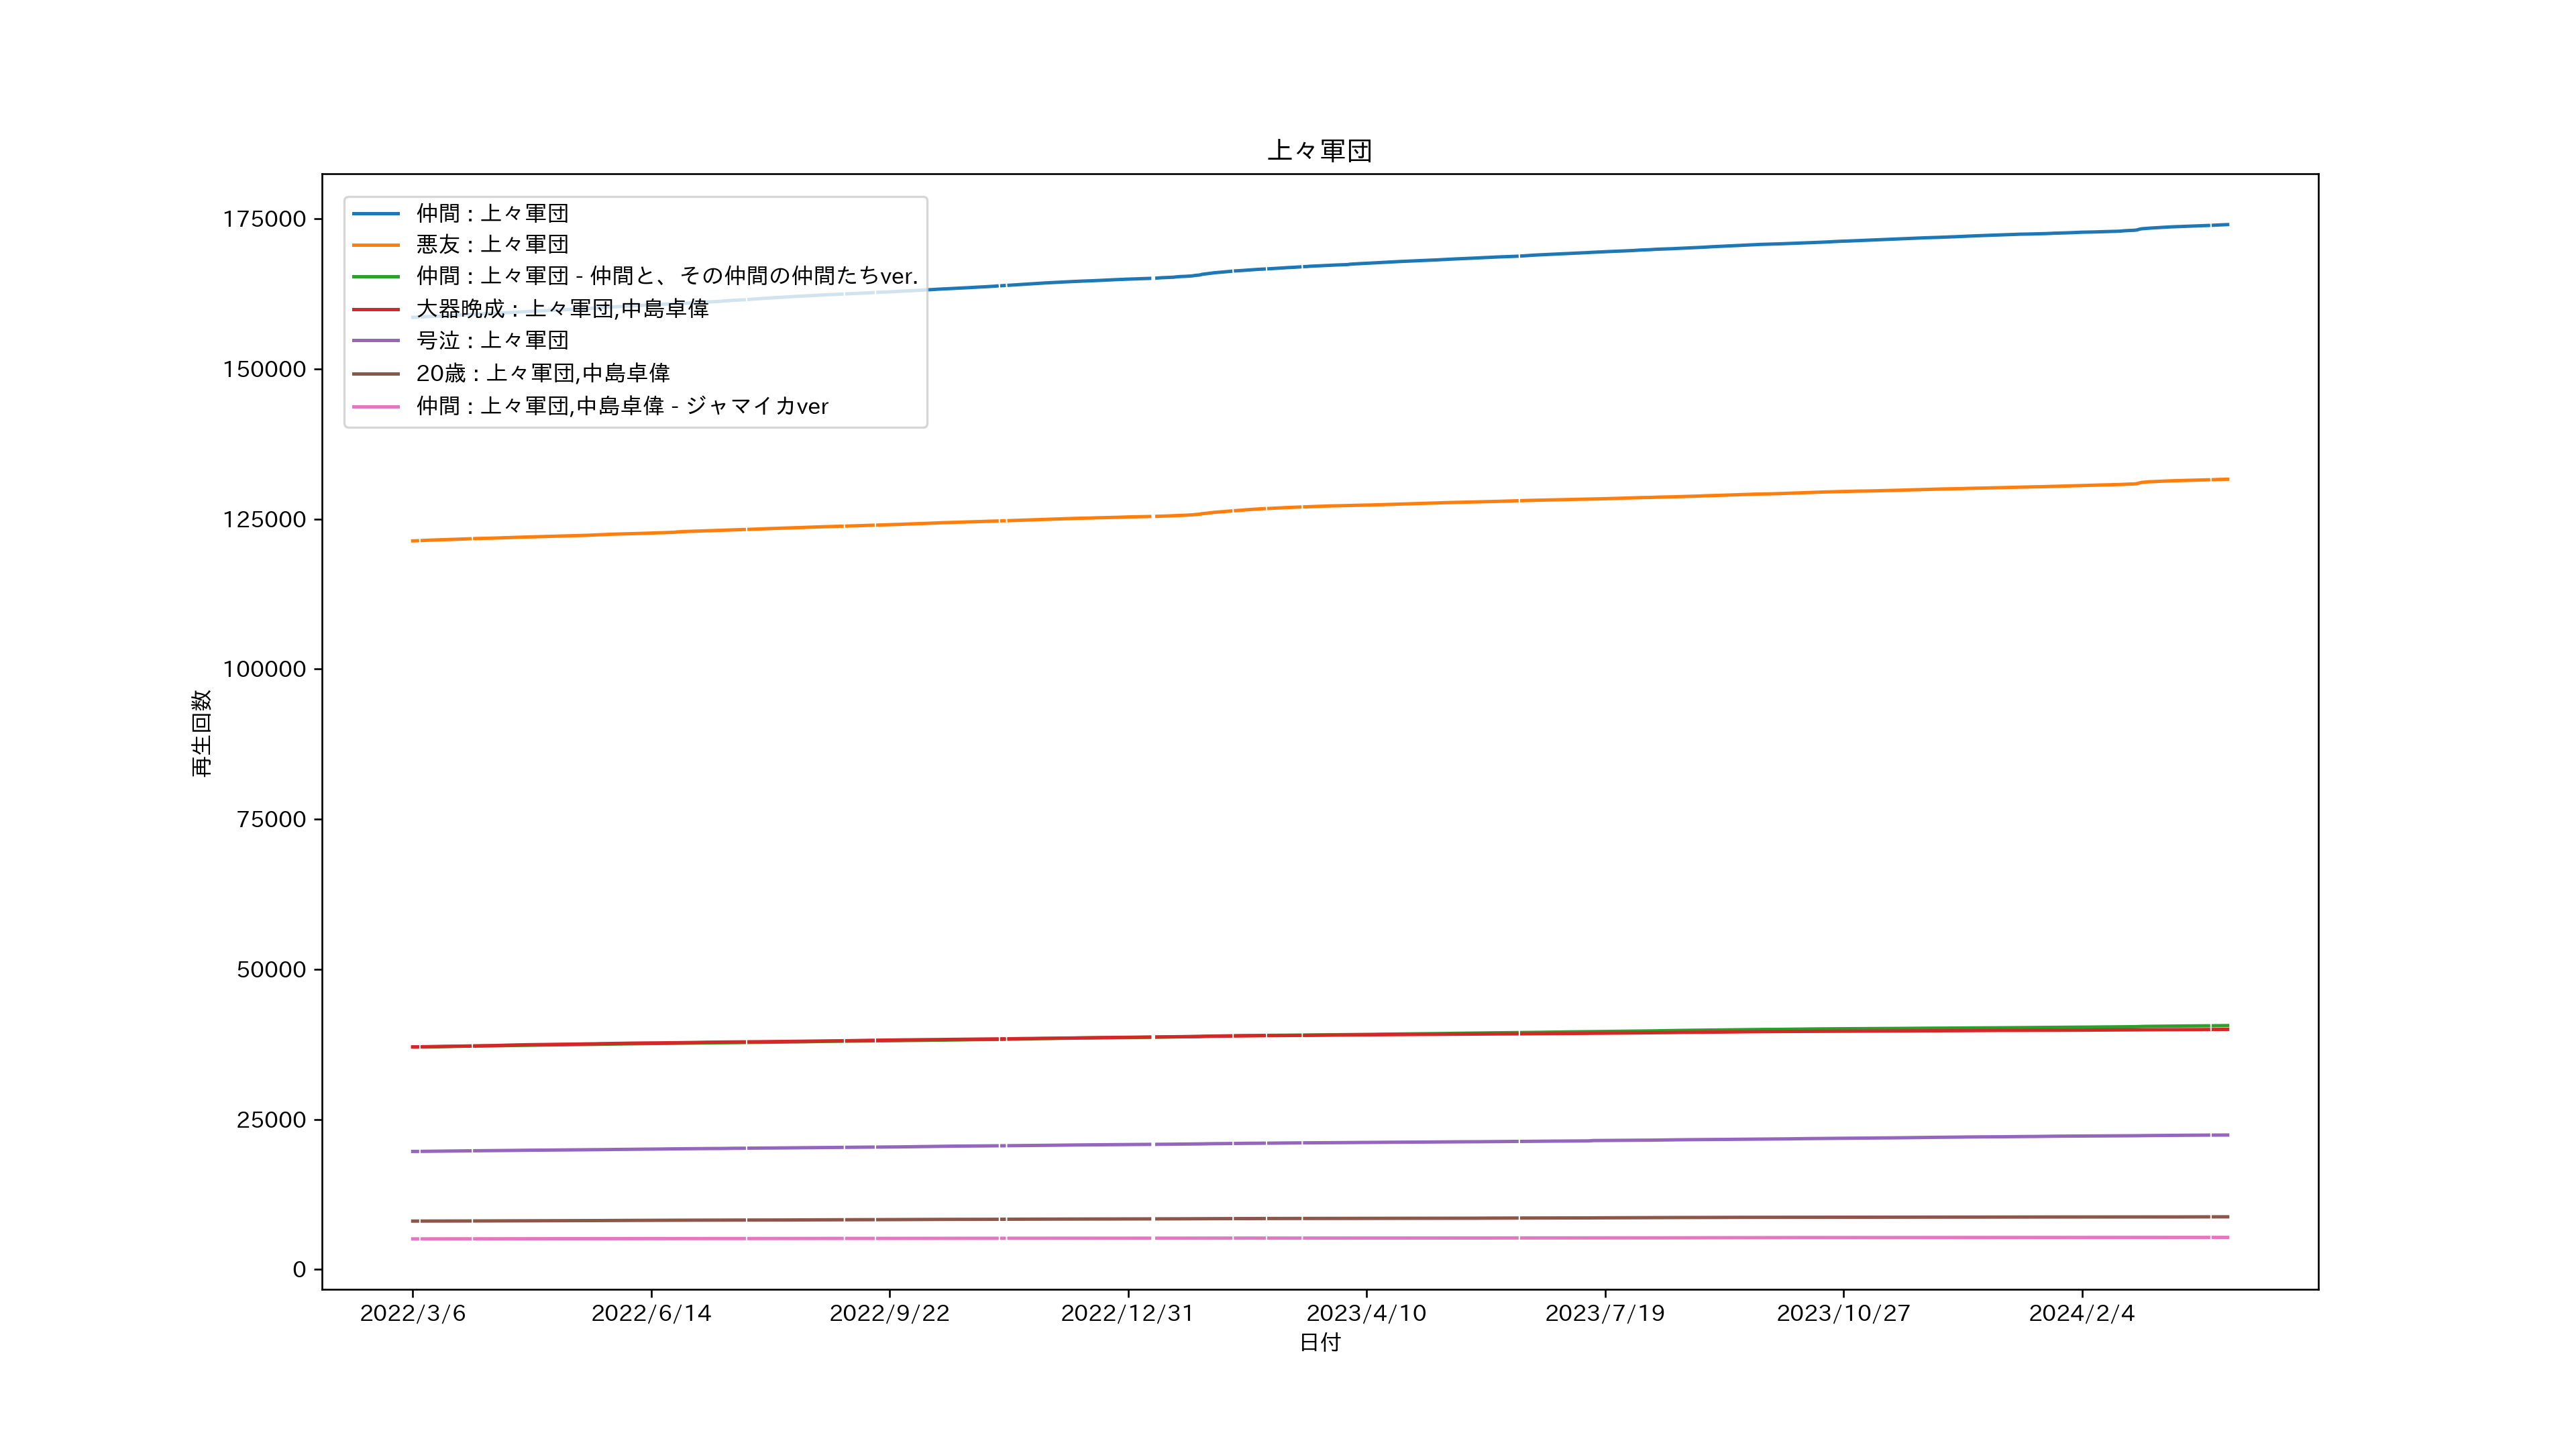 上々軍団
175000
150000
125000
100000
75000
50000
25000
0
再生回数
仲間 : 上々軍団
悪友 : 上々軍団
仲間 : 上々軍団 - 仲間と、その仲間の仲間たちver.
大器晩成 : 上々軍団,中島卓偉
号泣 : 上々軍団
20歳 : 上々軍団,中島卓偉
仲間 : 上々軍団,中島卓偉 - ジャマイカver
2022/3/6 2022/6/14 2022/9/22 2022/12/31 2023/4/10 2023/7/19 2023/10/27 2024/2/4
日付